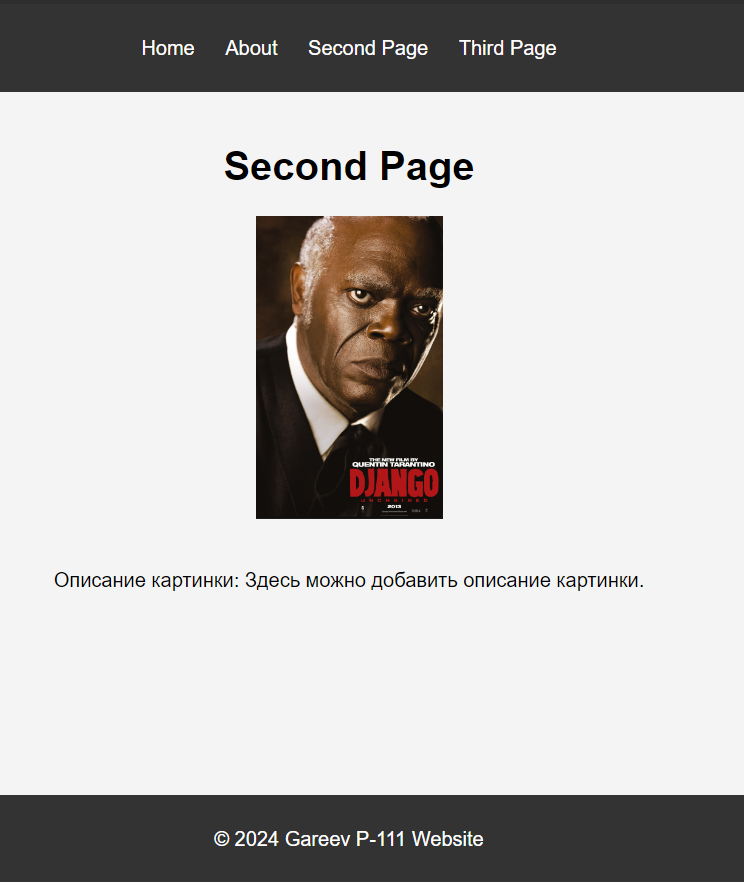 Home About Second Page Third Page
Second Page
THE NEW FILM BY
QUENTIN TARANTINO
DJANGO
UNCHAINED
2013
Описание картинки: Здесь можно добавить описание картинки.
© 2024 Gareev P-111 Website